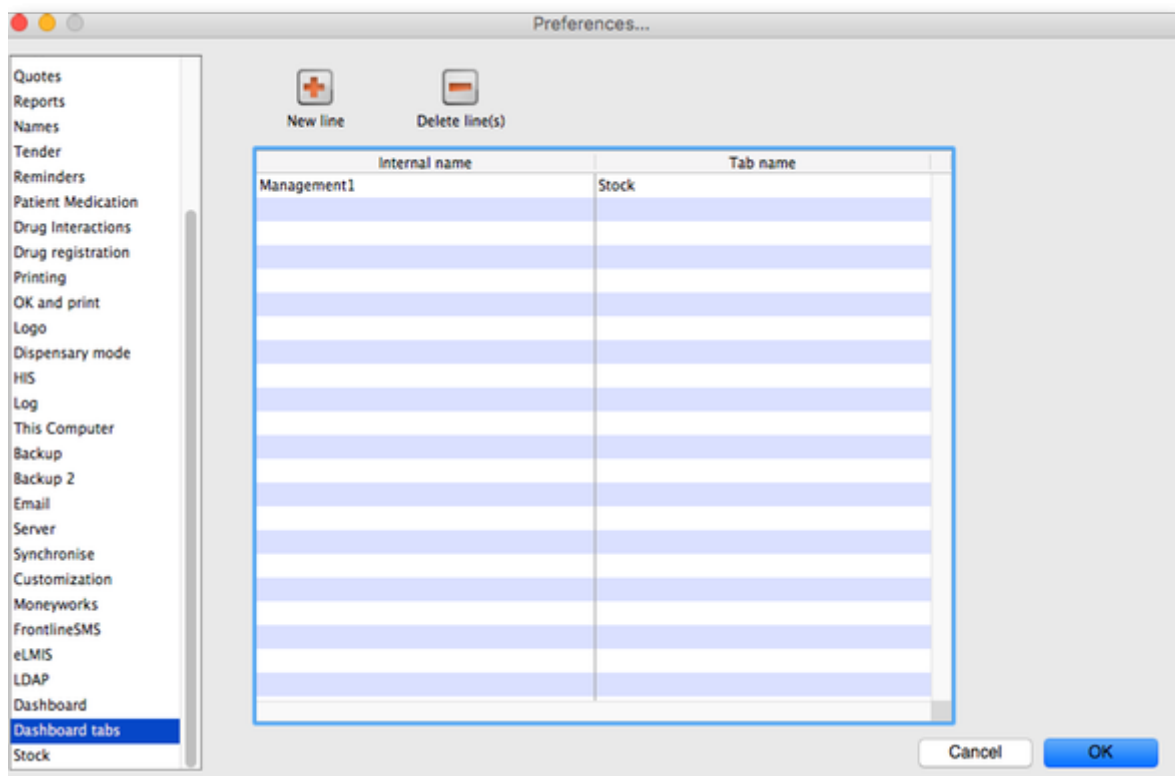 Preferences...
Quotes
Reports
Names
Tender
Reminders
Patient Medication
Drug Interactions
Drug registration
Printing
OK and print
Logo
Dispensary mode
HIS
Log
This Computer
Backup
Backup 2
Email
Server
Synchronise
Customization
Moneyworks
FrontlineSMS
eLMIS
LDAP
Dashboard
Dashboard tabs
Stock
New line Delete line(s)
Internal name Tab name
Management1 Stock
Cancel OK